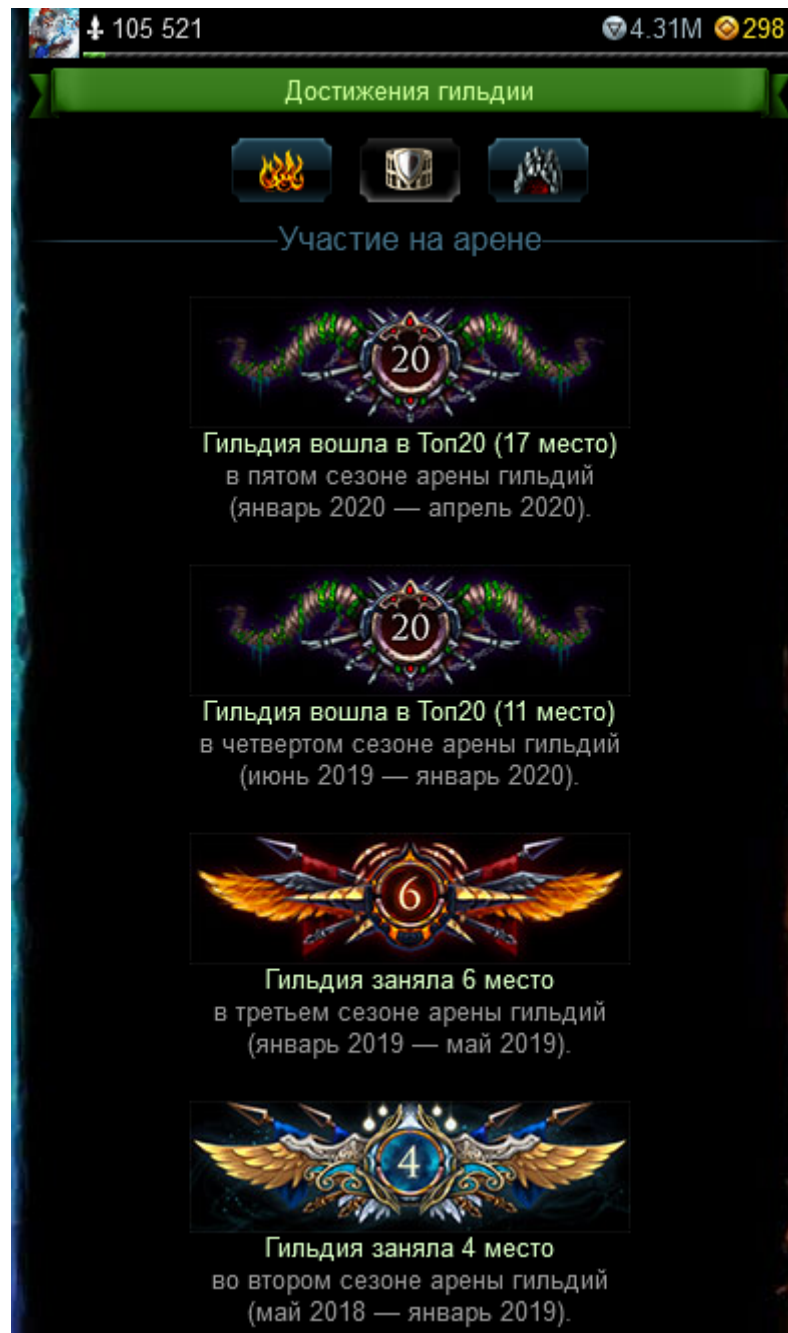 105 521 4.31M 298
Достижения гильдии
Участие на арене
20
Гильдия вошла в Топ20 (17 место)
в пятом сезоне арены гильдий
(январь 2020 — апрель 2020).
20
Гильдия вошла в Топ20 (11 место)
в четвертом сезоне арены гильдий
(июнь 2019 — январь 2020).
6
Гильдия заняла 6 место
в третьем сезоне арены гильдий
(январь 2019 — май 2019).
4
Гильдия заняла 4 место
во втором сезоне арены гильдий
(май 2018 — январь 2019).